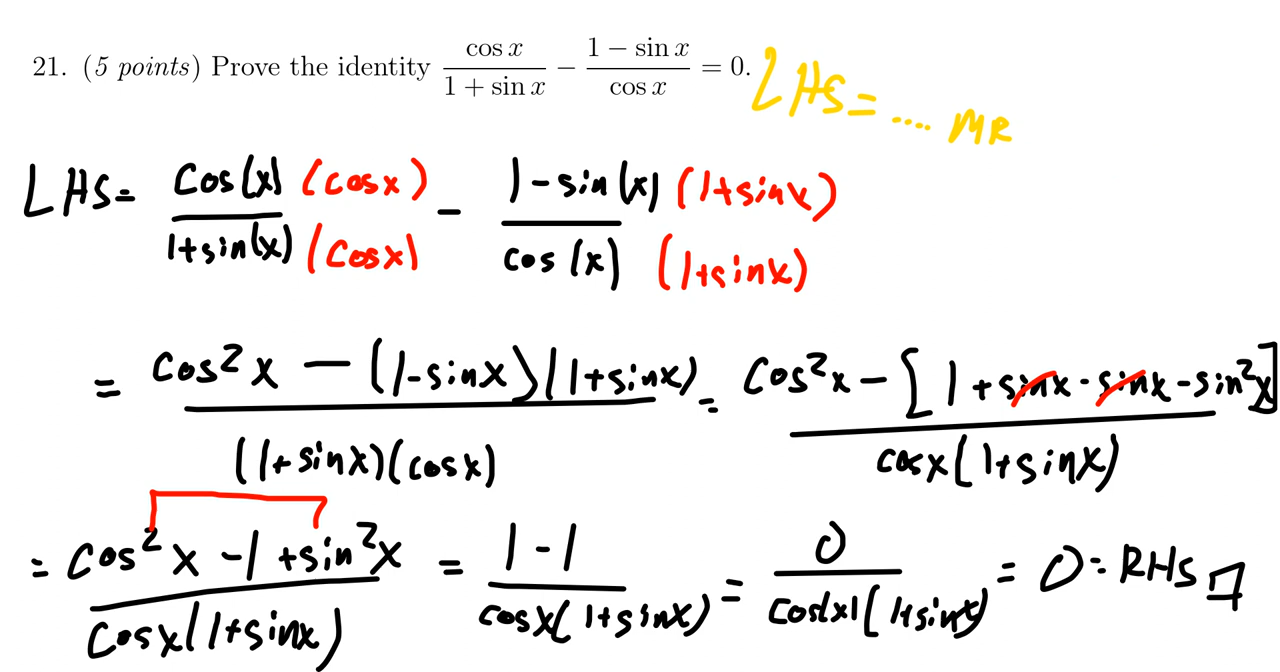 21. (5 points) Prove the identity cos x / (1 + sin x) − (1 − sin x) / cos x = 0. LHS = .... MR
LHS = cos(x) (cosx) / 1+sin(x) (cosx) − 1-sin(x) (1+sinx) / cos(x) (1+sinx)
= cos²x − (1-sinx)(1+sinx) / (1+sinx)(cosx) = cos²x − [1 + sinx - sinx - sin²x] / cosx(1+sinx)
= cos²x -1 +sin²x / cosx(1+sinx) = 1-1 / cosx(1+sinx) = 0 / cos(x)(1+sinx) = 0 = RHS □